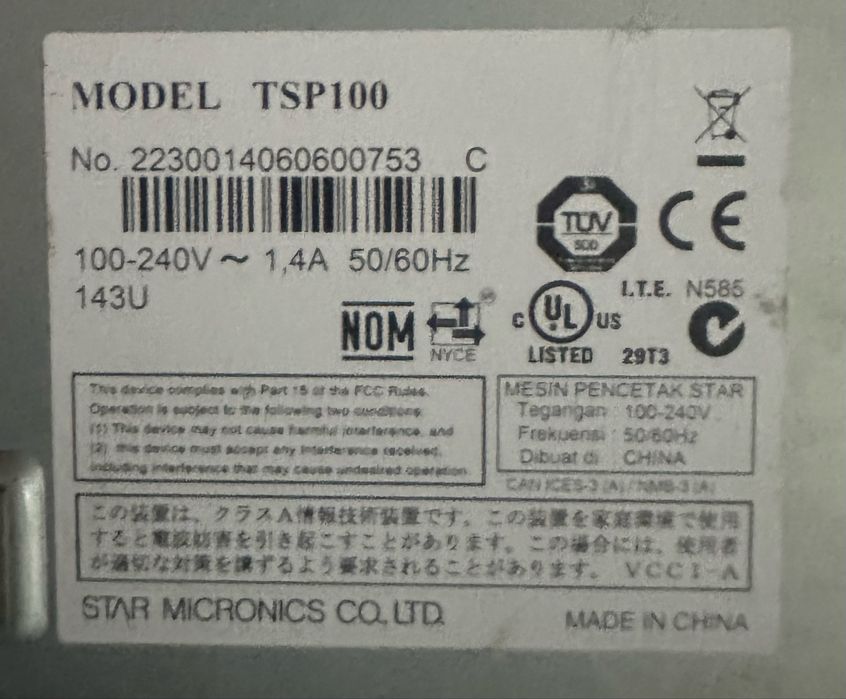 MODEL TSP100
No. 2230014060600753 C
100-240V ~ 1,4A 50/60Hz
143U
TÜV
SÜD
CE
I.T.E. N585
NOM
NYCE
C UL US
LISTED 29T3
This device complies with Part 15 of the FCC Rules.
Operation is subject to the following two conditions:
(1) This device may not cause harmful interference, and
(2) this device must accept any interference received,
including interference that may cause undesired operation.
MESIN PENCETAK STAR
Tegangan : 100-240V
Frekuensi : 50/60Hz
Dibuat di : CHINA
CAN ICES-3 (A) / NMB-3 (A)
この装置は、クラスA情報技術装置です。この装置を家庭環境で使用
すると電波妨害を引き起こすことがあります。この場合には、使用者
が適切な対策を講ずるよう要求されることがあります。 VCCI-A
STAR MICRONICS CO., LTD.
MADE IN CHINA